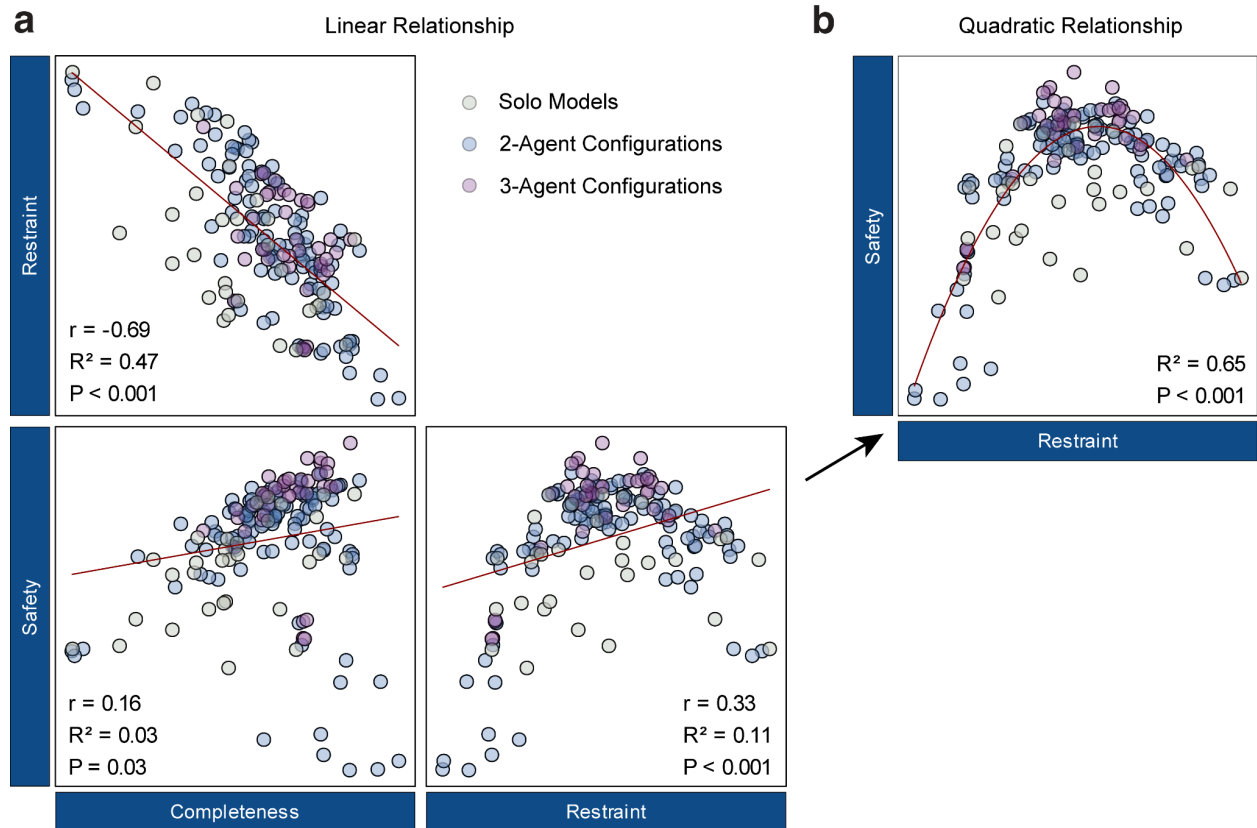 a
Linear Relationship
b
Quadratic Relationship
Restraint
Solo Models
2-Agent Configurations
3-Agent Configurations
r = -0.69
R² = 0.47
P < 0.001
Safety
R² = 0.65
P < 0.001
Restraint
Safety
r = 0.16
R² = 0.03
P = 0.03
r = 0.33
R² = 0.11
P < 0.001
Completeness
Restraint